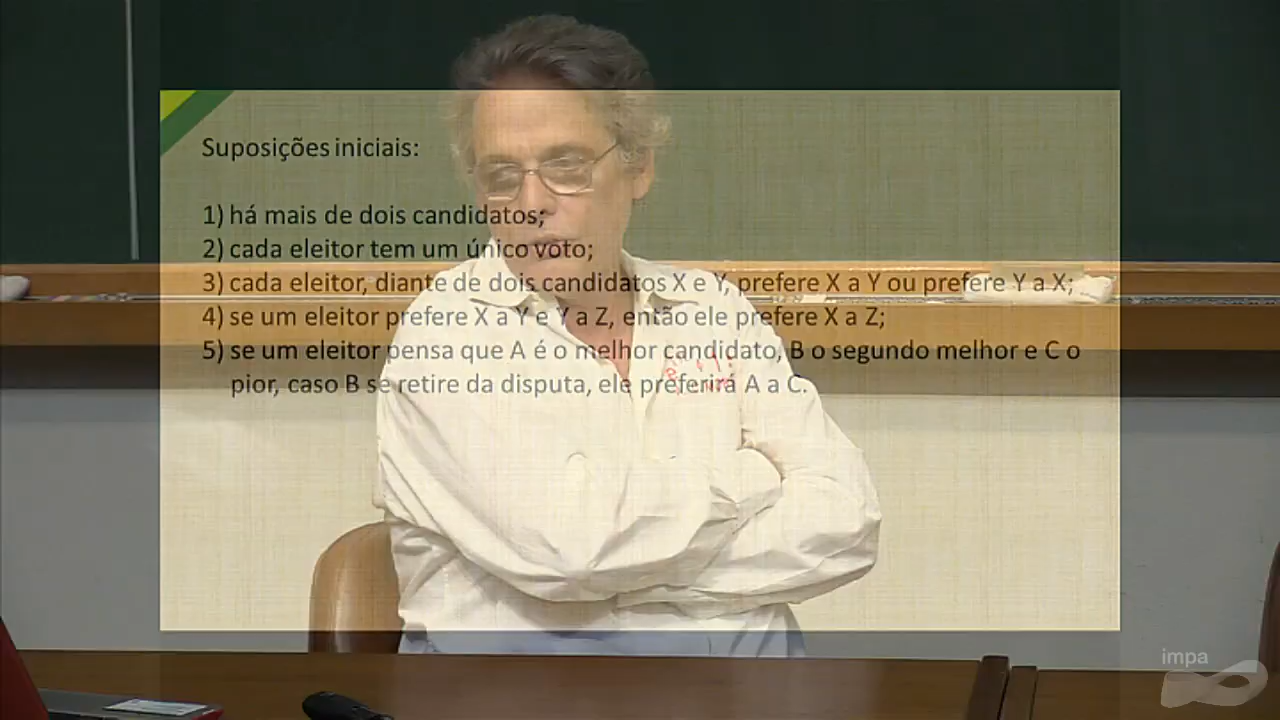 Suposições iniciais:
1) há mais de dois candidatos;
2) cada eleitor tem um único voto;
3) cada eleitor, diante de dois candidatos X e Y, prefere X a Y ou prefere Y a X;
4) se um eleitor prefere X a Y e Y a Z, então ele prefere X a Z;
5) se um eleitor pensa que A é o melhor candidato, B o segundo melhor e C o
pior, caso B se retire da disputa, ele preferirá A a C.
impa